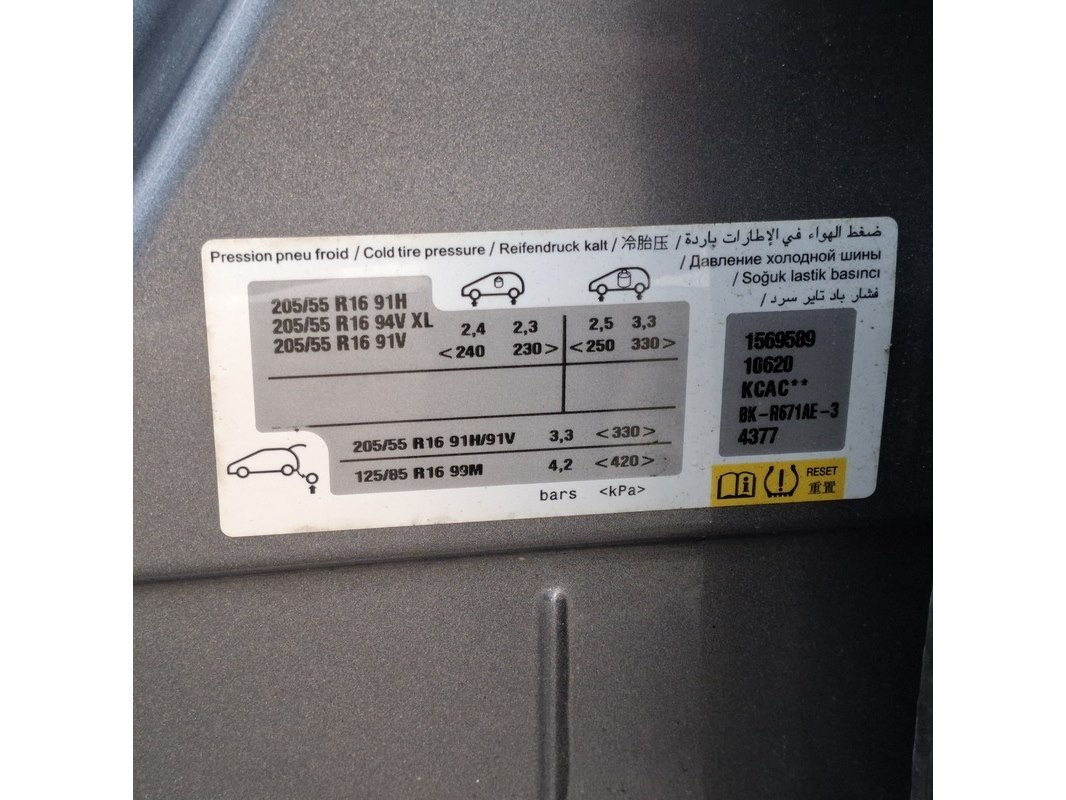 Pression pneu froid / Cold tire pressure / Reifendruck kalt / 冷胎压 / ضغط الهواء في الإطارات باردة
/ Давление холодной шины
/ Soğuk lastik basıncı
/ فشار باد تایر سرد
205/55 R16 91H
205/55 R16 94V XL
205/55 R16 91V
2,4 2,3 2,5 3,3
<240 230> <250 330>
205/55 R16 91H/91V 3,3 <330>
125/85 R16 99M 4,2 <420>
bars <kPa>
1569589
10620
KCAC**
BK-R671AE-3
4377
RESET
重置